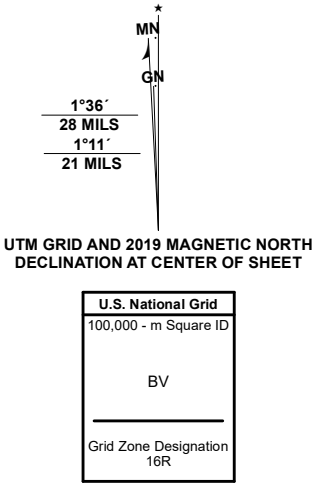 MN
GN
1°36´
28 MILS
1°11´
21 MILS
UTM GRID AND 2019 MAGNETIC NORTH
DECLINATION AT CENTER OF SHEET
U.S. National Grid
100,000 - m Square ID
BV
Grid Zone Designation
16R